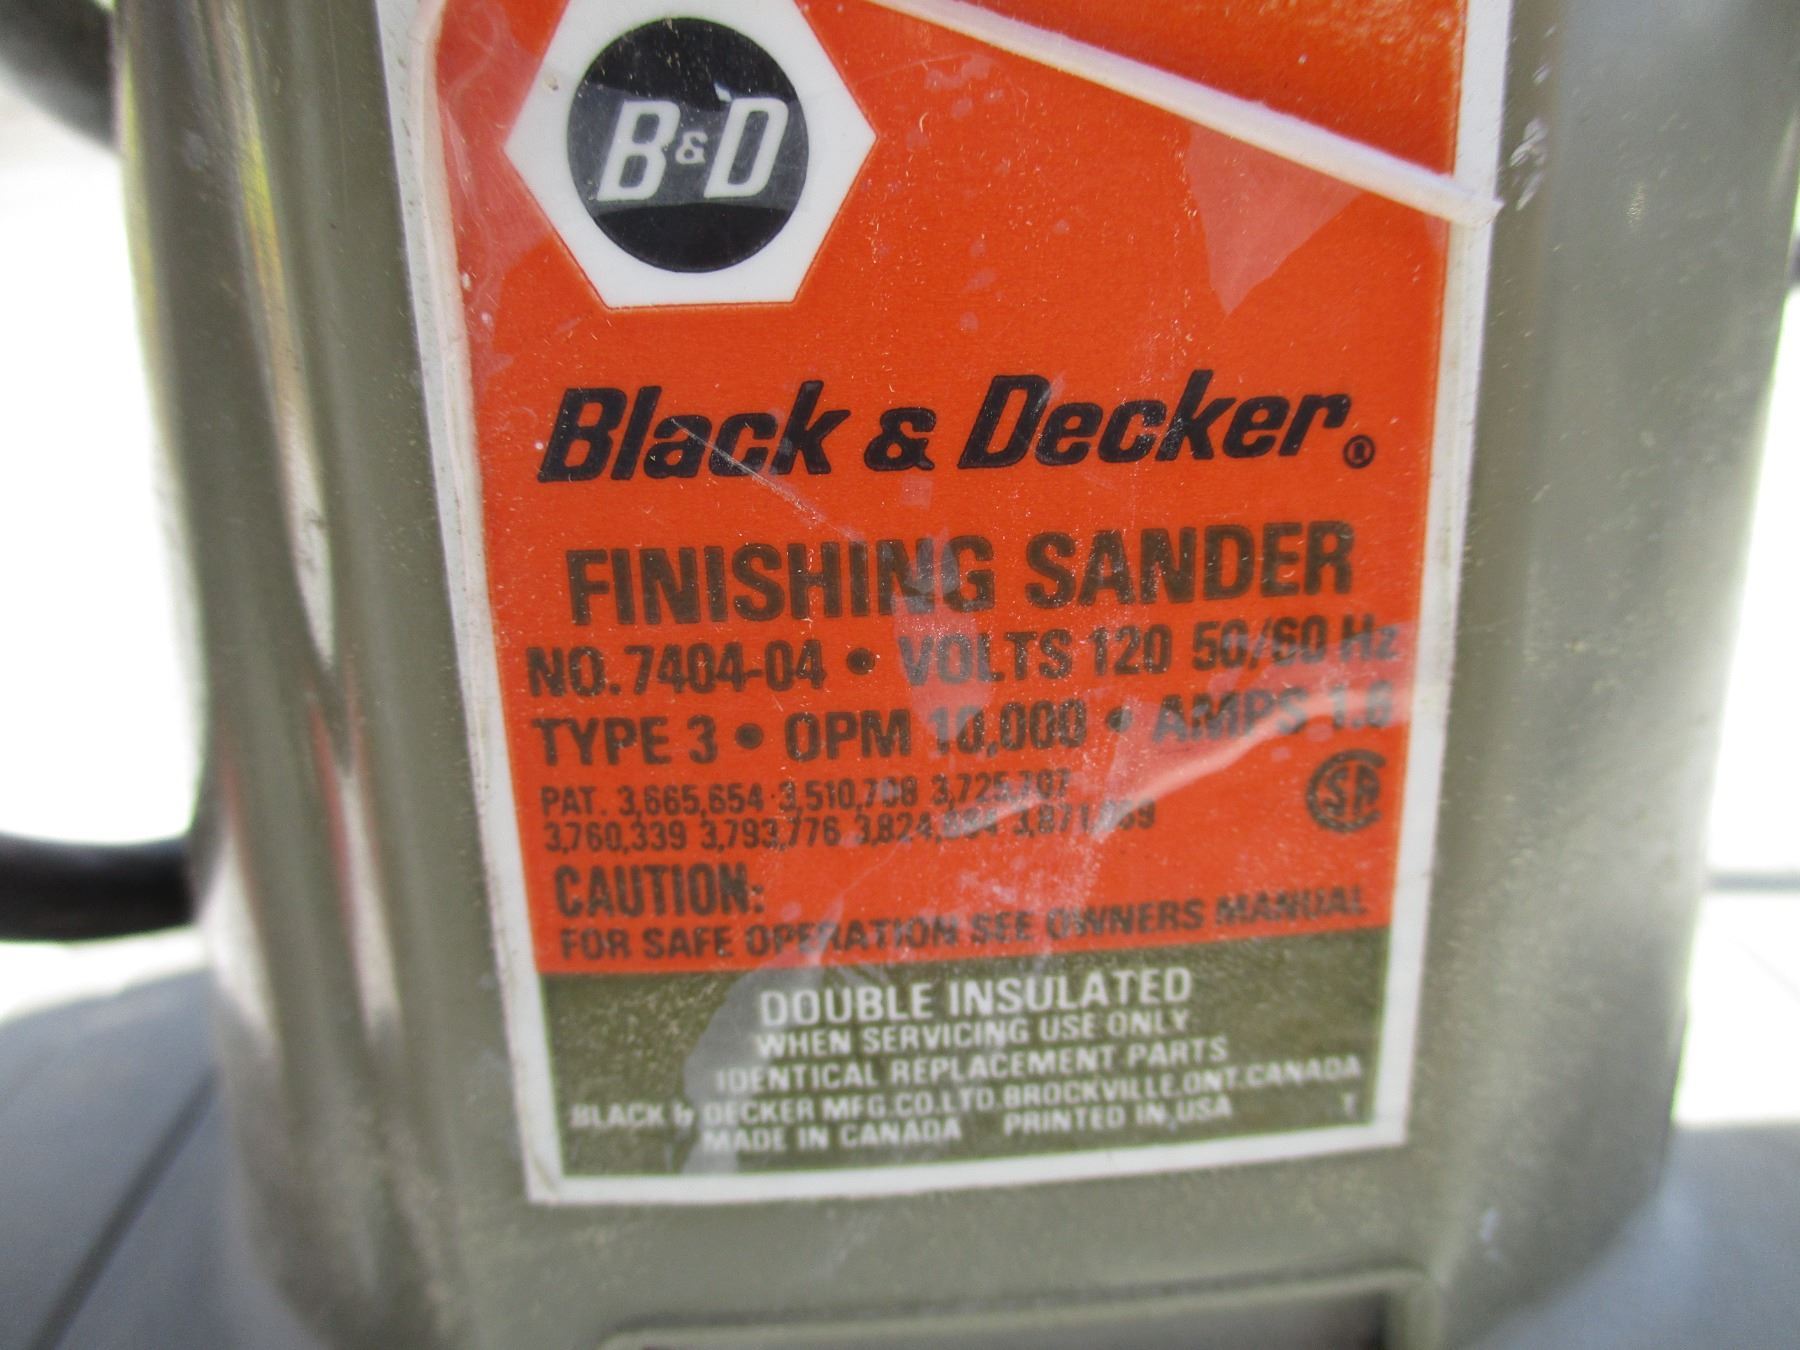 B&D
Black & Decker®
FINISHING SANDER
NO. 7404-04 • VOLTS 120 50/60 Hz
TYPE 3 • OPM 10,000 • AMPS 1.6
PAT. 3,665,654 3,510,708 3,725,707
3,760,339 3,793,776
CAUTION:
FOR SAFE OPERATION SEE OWNERS MANUAL
DOUBLE INSULATED
WHEN SERVICING USE ONLY
IDENTICAL REPLACEMENT PARTS
BLACK & DECKER MFG.CO.LTD.BROCKVILLE,ONT.CANADA
MADE IN CANADA PRINTED IN USA T